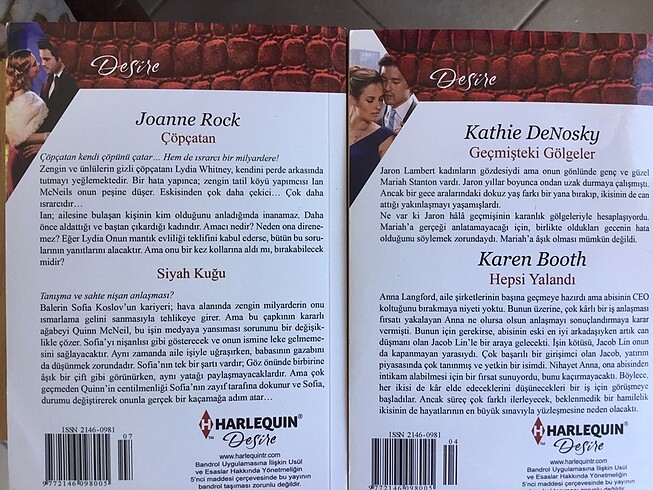 Desire
Joanne Rock
Çöpçatan
Çöpçatan kendi çöpünü çatar... Hem de ısrarcı bir milyardere!
Zengin ve ünlülerin gizli çöpçatanı Lydia Whitney, kendini perde arkasında
tutmayı yeğlemektedir. Bir hata yapınca; zengin tatil köyü yapımcısı Ian
McNeils onun peşine düşer. Eskisinden çok daha çekici... Çok daha
ısrarcıdır...
Ian; ailesine bulaşan kişinin kim olduğunu anladığında inanamaz. Daha
önce aldattığı ve baştan çıkardığı kadındır. Amacı nedir? Neden ona direne-
mez? Eğer Lydia Onun mantık evliliği teklifini kabul ederse, bütün bu soru-
larının yanıtlarını alacaktır. Ama onu bir kez kollarına aldı mı, bırakabilecek
midir?
Siyah Kuğu
Tanışma ve sahte nişan anlaşması?
Balerin Sofia Koslov'un kariyeri; hava alanında zengin milyarderin onu
ısmarlama gelini sanmasıyla tehlikeye girer. Ama bu çapkının kararlı
ağabeyi Quinn McNeil, bu işin medyaya yansıması sorununu bir değişik-
likle çözer. Sofia'yı nişanlısı gibi gösterecek ve onun ismine leke gelmeme-
sini sağlayacaktır. Aynı zamanda aile işiyle uğraşırken, babasının gazabını
da düşünmek zorundadır. Sofia'nın tek bir şartı vardır; Göz önünde birbirine
âşık bir çift gibi görünürken, aynı yatağı paylaşmayacaklardır. Ama çok
geçmeden Quinn'in centilmenliği Sofia'nın zayıf tarafına dokunur ve Sofia,
durumu değiştirerek onunla gerçek bir kaçamağa adım atar...
ISSN 2146-0981
07
9772146098005
HARLEQUIN
Desire
www.harlequintr.com
Bandrol Uygulamasına İlişkin Usül
ve Esaslar Hakkında Yönetmeliğin
5'nci maddesi çerçevesinde bu yayının
bandrol taşıması zorunlu değildir.
Desire
Kathie DeNosky
Geçmişteki Gölgeler
Jaron Lambert kadınların gözdesiydi ama onun gönlünde genç ve güzel
Mariah Stanton vardı. Jaron yıllar boyunca ondan uzak durmaya çalışmıştı.
Ancak bir gece aralarındaki dokuz yaş farkı bir yana bırakıp, ikisinin de can
attığı yakınlaşmayı yaşamışlardı.
Ne var ki Jaron hâlâ geçmişinin karanlık gölgeleriyle hesaplaşıyordu.
Mariah'a gerçeği anlatamayacağı için, birlikte oldukları gecenin hata
olduğunu söylemek zorundaydı. Mariah'a âşık olması mümkün değildi.
Karen Booth
Hepsi Yalandı
Anna Langford, aile şirketlerinin başına geçmeye hazırdı ama abisinin CEO
koltuğunu bırakmaya niyeti yoktu. Bunun üzerine, çok kârlı bir iş anlaşması
fırsatı yakalayan Anna ne olursa olsun anlaşmayı sonuçlandırmaya karar
vermişti. Bunun için gerekirse, abisinin eski en iyi arkadaşıyken artık can
düşmanı olan Jacob Lin'le bir araya gelecekti. İşin kötüsü, Jacob Lin onun
da kapanmayan yarasıydı. Çok başarılı bir girişimci olan Jacob, yatırım
piyasasında çok tanınmış ve yetkin bir isimdi. Nihayet Anna, ona abisinden
intikam alabilmesi için bir fırsat sunuyordu, bunu kaçırmayacaktı. Böylece,
her ikisi de kâr elde edeceklerini düşünecekleri bir iş için görüşmeye
başladılar. Ancak süreç çok farklı ilerleyecek, beklenmedik bir hamilelik
ikisinin de hayatlarının en büyük sınavıyla yüzleşmesine neden olacaktı.
ISSN 2146-0981
04
9772146098005
HARLEQUIN
Desire
www.harlequintr.com
Bandrol Uygulamasına İlişkin Usül
ve Esaslar Hakkında Yönetmeliğin
5'nci maddesi çerçevesinde bu yayının
bandrol taşıması zorunlu değildir.